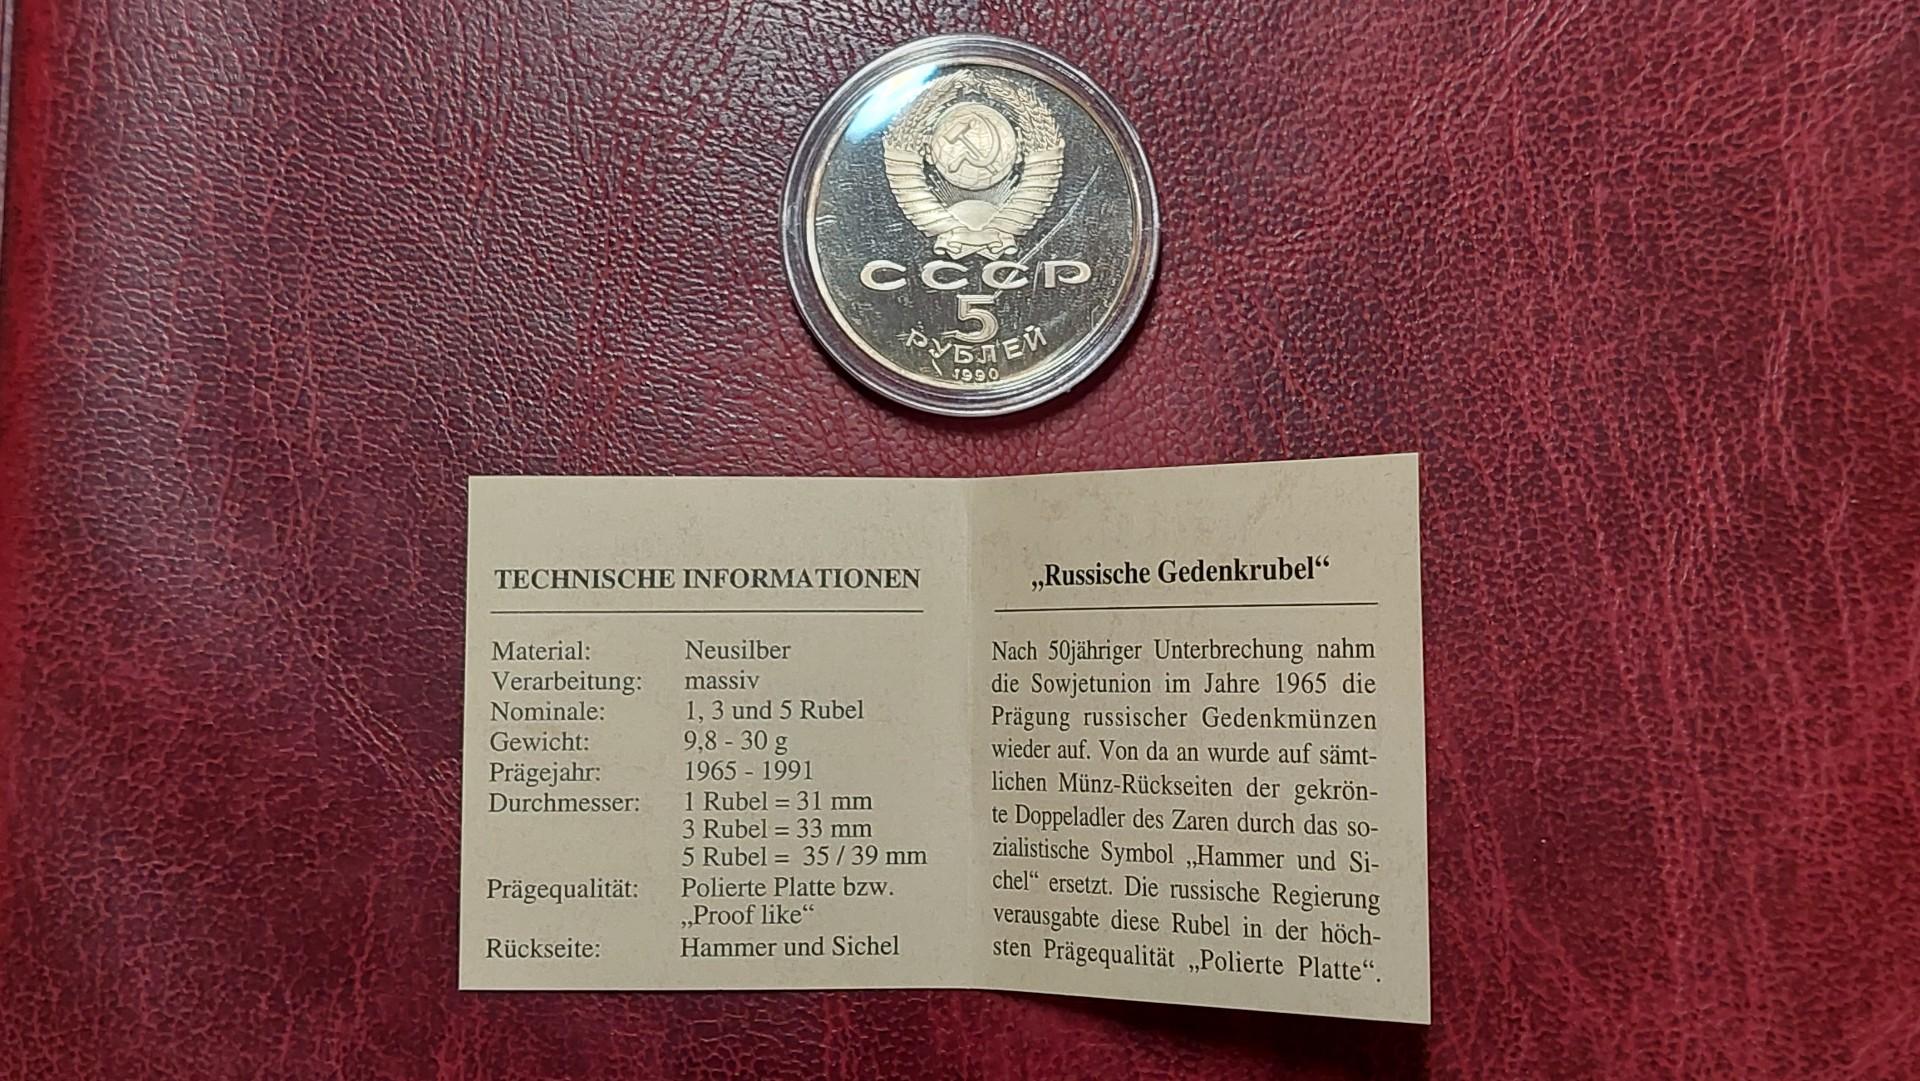 СССР
5
РУБЛЕЙ
1990
TECHNISCHE INFORMATIONEN
Material: Neusilber
Verarbeitung: massiv
Nominale: 1, 3 und 5 Rubel
Gewicht: 9,8 - 30 g
Prägejahr: 1965 - 1991
Durchmesser: 1 Rubel = 31 mm
3 Rubel = 33 mm
5 Rubel = 35 / 39 mm
Prägequalität: Polierte Platte bzw.
„Proof like“
Rückseite: Hammer und Sichel
„Russische Gedenkrubel“
Nach 50jähriger Unterbrechung nahm
die Sowjetunion im Jahre 1965 die
Prägung russischer Gedenkmünzen
wieder auf. Von da an wurde auf sämt-
lichen Münz-Rückseiten der gekrön-
te Doppeladler des Zaren durch das so-
zialistische Symbol „Hammer und Si-
chel“ ersetzt. Die russische Regierung
verausgabte diese Rubel in der höch-
sten Prägequalität „Polierte Platte“.